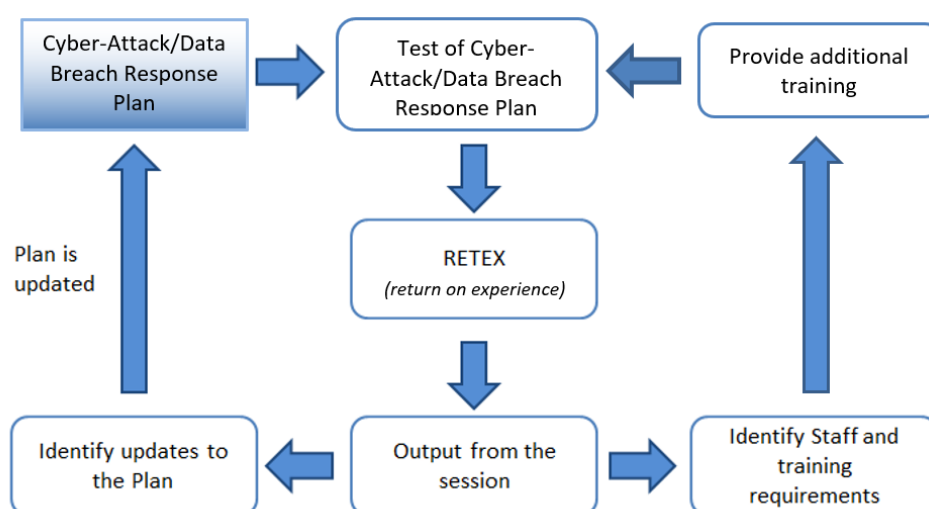 Cyber-Attack/Data
Breach Response
Plan
Test of Cyber-
Attack/Data Breach
Response Plan
Provide additional
training
Plan is
updated
RETEX
(return on experience)
Identify updates to
the Plan
Output from the
session
Identify Staff and
training
requirements